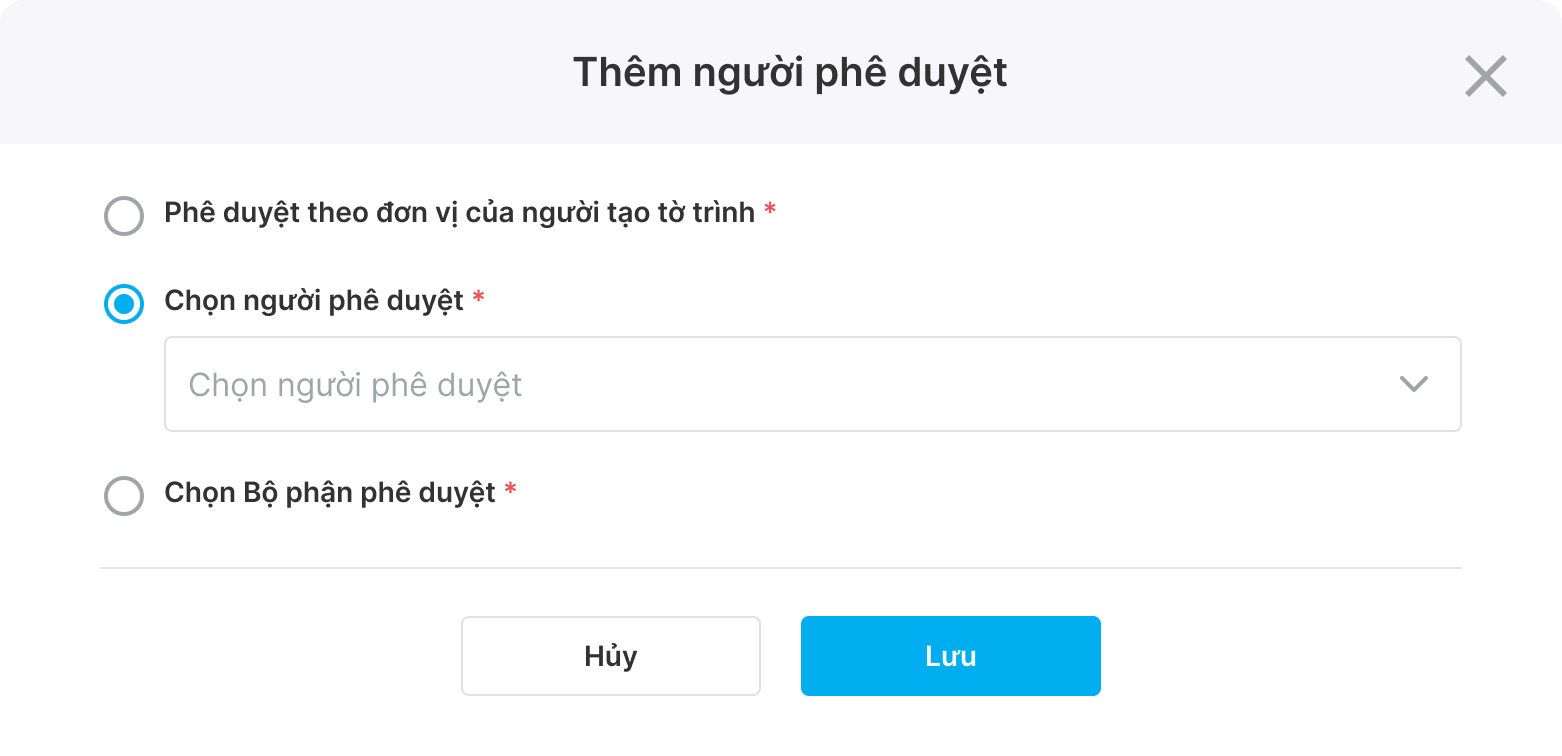 Thêm người phê duyệt
Phê duyệt theo đơn vị của người tạo tờ trình *
Chọn người phê duyệt *
Chọn người phê duyệt
Chọn Bộ phận phê duyệt *
Hủy
Lưu